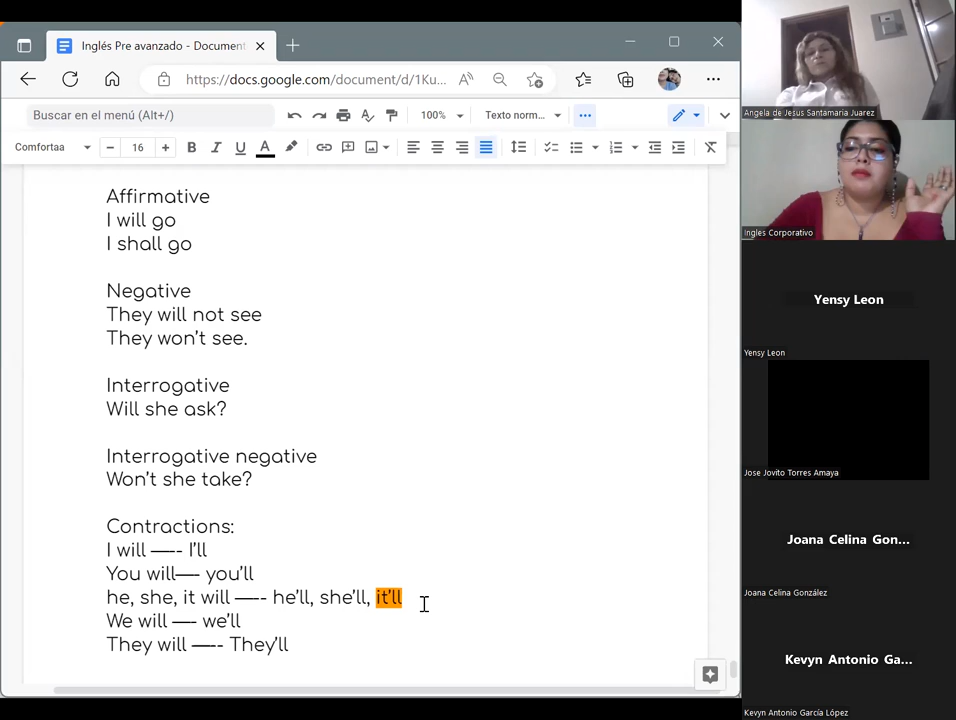 Inglés Pre avanzado - Document
https://docs.google.com/document/d/1Ku...
Buscar en el menú (Alt+/)
100%
Texto norm...
Comfortaa
16
B I U A
Affirmative
I will go
I shall go
Negative
They will not see
They won't see.
Interrogative
Will she ask?
Interrogative negative
Won't she take?
Contractions:
I will —-- I'll
You will—- you'll
he, she, it will —--- he'll, she'll, it'll
We will —- we'll
They will —--- They'll
Angela de Jesus Santamaria Juarez
Ingles Corporativo
Yensy Leon
Yensy Leon
Jose Jovito Torres Amaya
Joana Celina Gon...
Joana Celina González
Kevyn Antonio Ga...
Kevyn Antonio García López